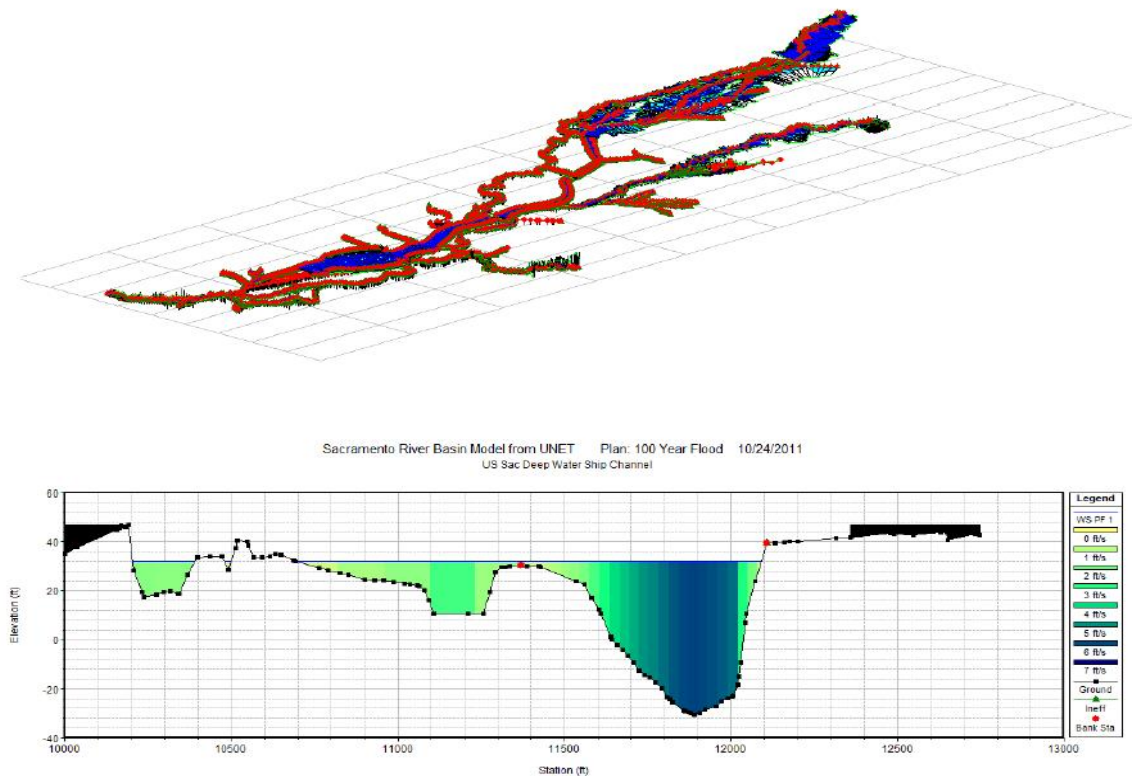 Sacramento River Basin Model from UNET Plan: 100 Year Flood 10/24/2011
US Sac Deep Water Ship Channel
Elevation (ft)
60
40
20
0
-20
-40
10000 10500 11000 11500 12000 12500 13000
Station (ft)
Legend
WS PF 1
0 ft/s
1 ft/s
2 ft/s
3 ft/s
4 ft/s
5 ft/s
6 ft/s
7 ft/s
Ground
Ineff
Bank Sta